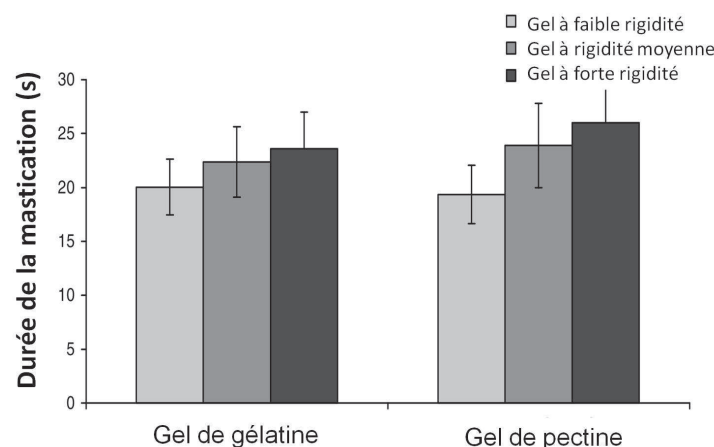 Gel à faible rigidité
Gel à rigidité moyenne
Gel à forte rigidité
Durée de la mastication (s)
30
25
20
15
10
5
0
Gel de gélatine
Gel de pectine